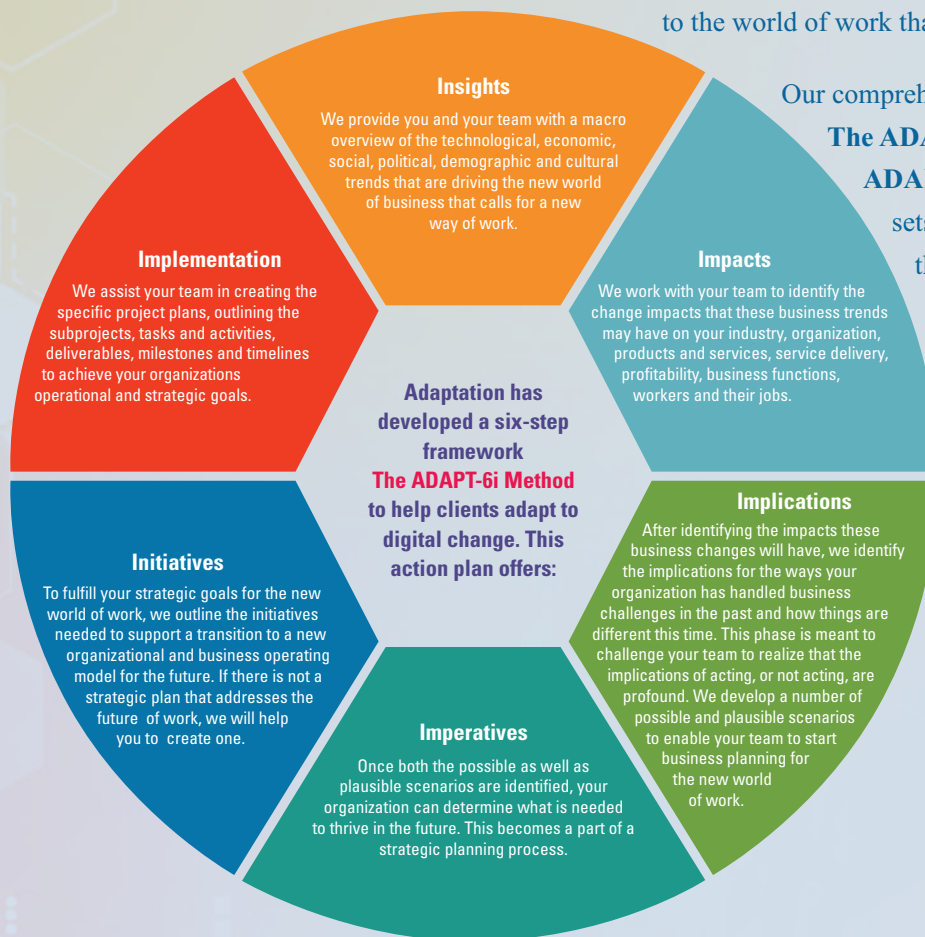 to the world of work
Our
The
sets
Insights
We provide you and your team with a macro
overview of the technological, economic,
social, political, demographic and cultural
trends that are driving the new world
of business that calls for a new
way of work.
Impacts
We work with your team to identify the
change impacts that these business trends
may have on your industry, organization,
products and services, service delivery,
profitability, business functions,
workers and their jobs.
Implications
After identifying the impacts these
business changes will have, we identify
the implications for the ways your
organization has handled business
challenges in the past and how things are
different this time. This phase is meant to
challenge your team to realize that the
implications of acting, or not acting, are
profound. We develop a number of
possible and plausible scenarios
to enable your team to start
business planning for
the new world
of work.
Imperatives
Once both the possible as well as
plausible scenarios are identified, your
organization can determine what is needed
to thrive in the future. This becomes a part of a
strategic planning process.
Initiatives
To fulfill your strategic goals for the new
world of work, we outline the initiatives
needed to support a transition to a new
organizational and business operating
model for the future. If there is not a
strategic plan that addresses the
future of work, we will help
you to create one.
Implementation
We assist your team in creating the
specific project plans, outlining the
subprojects, tasks and activities,
deliverables, milestones and timelines
to achieve your organizations
operational and strategic goals.
Adaptation has
developed a six-step
framework
The ADAPT-6i Method
to help clients adapt to
digital change. This
action plan offers: